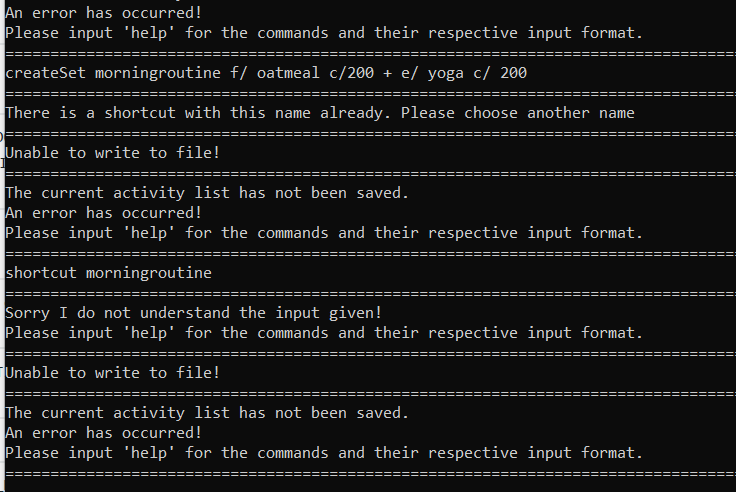 An error has occurred!
Please input 'help' for the commands and their respective input format.
==================================================================================
createSet morningroutine f/ oatmeal c/200 + e/ yoga c/ 200
==================================================================================
There is a shortcut with this name already. Please choose another name
==================================================================================
Unable to write to file!
==================================================================================
The current activity list has not been saved.
An error has occurred!
Please input 'help' for the commands and their respective input format.
==================================================================================
shortcut morningroutine
==================================================================================
Sorry I do not understand the input given!
Please input 'help' for the commands and their respective input format.
==================================================================================
Unable to write to file!
==================================================================================
The current activity list has not been saved.
An error has occurred!
Please input 'help' for the commands and their respective input format.
==================================================================================